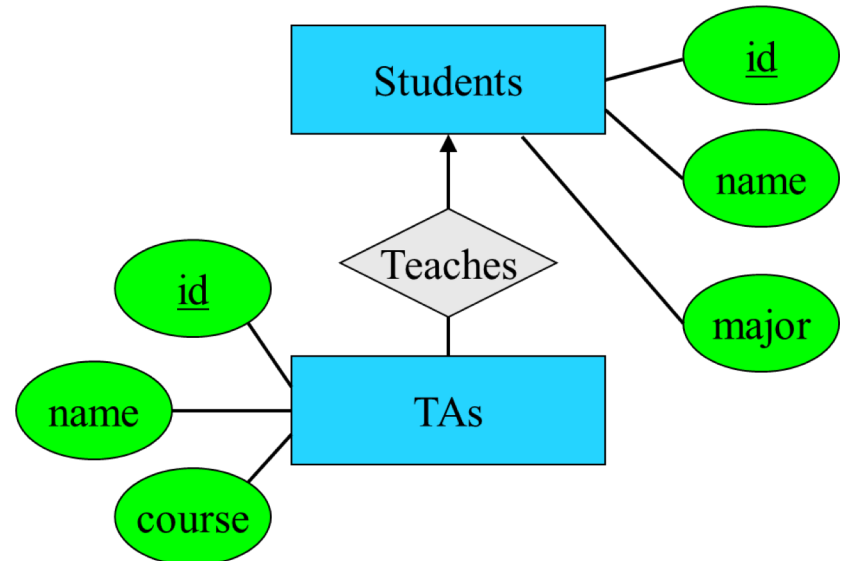 Students
id
name
Teaches
id
major
name
TAs
course